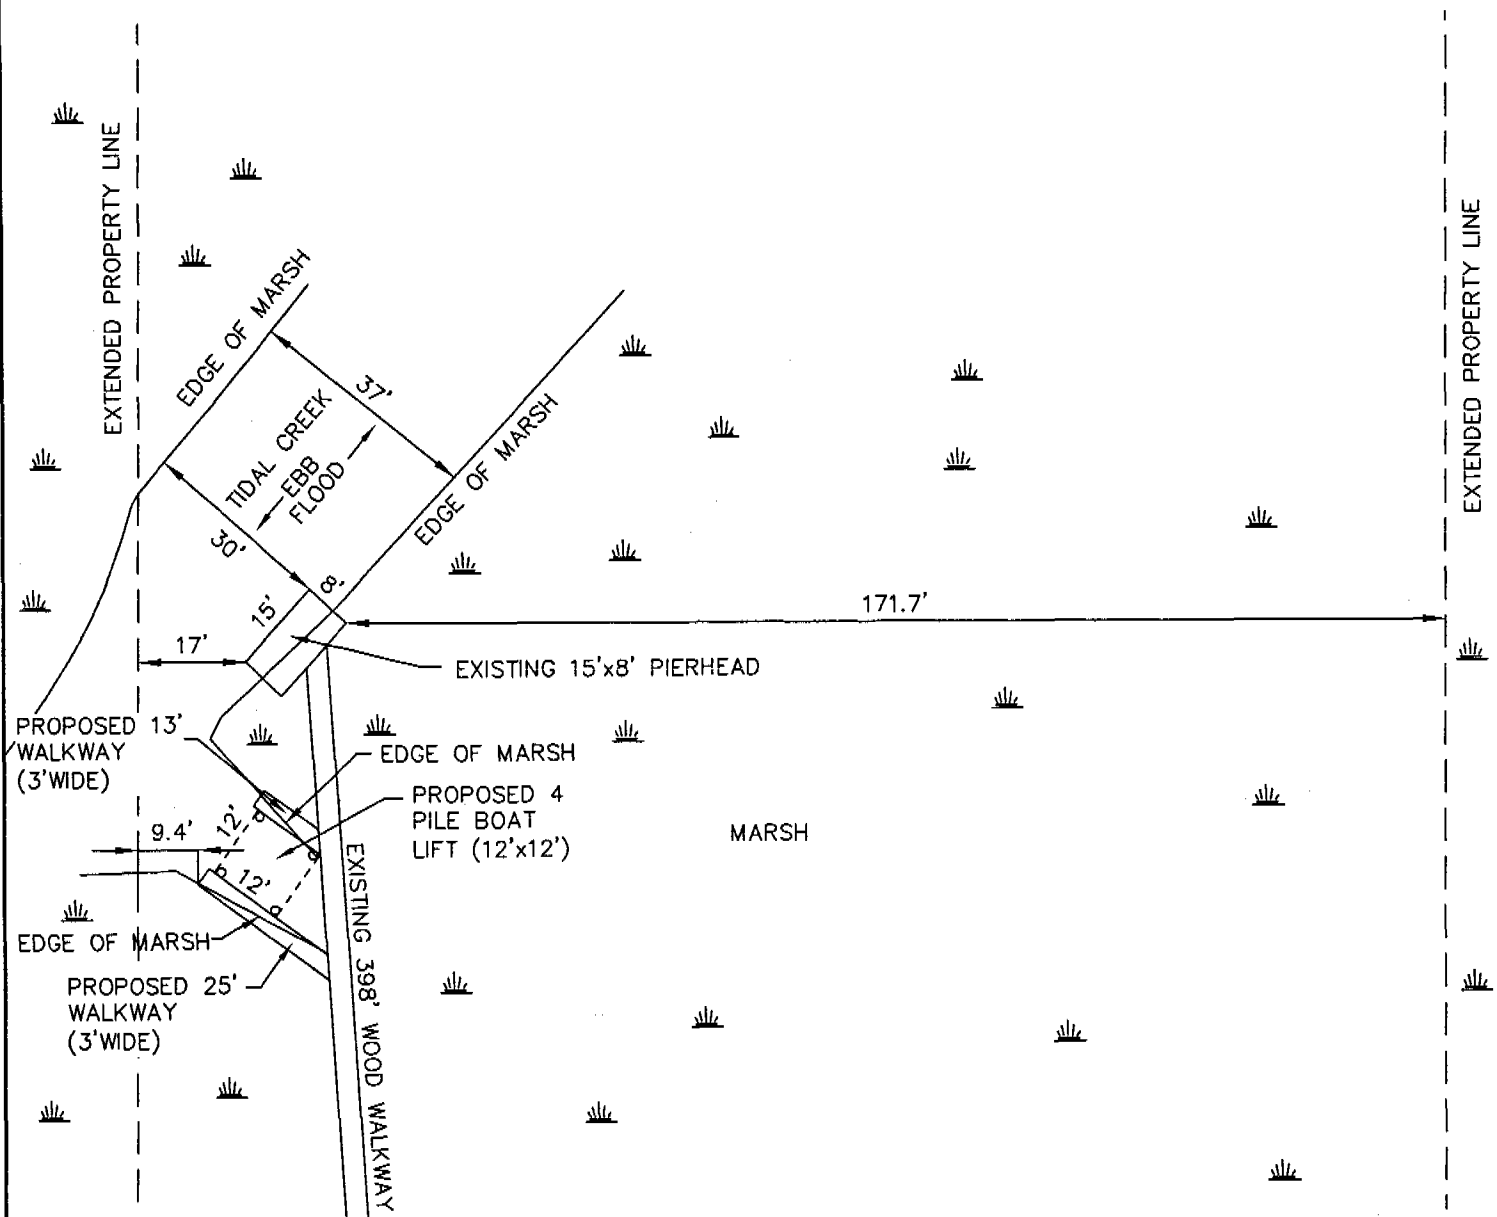 EXTENDED PROPERTY LINE
EXTENDED PROPERTY LINE
EDGE OF MARSH
37'
TIDAL CREEK
EBB
FLOOD
EDGE OF MARSH
30'
8'
15'
17'
171.7'
EXISTING 15'x8' PIERHEAD
PROPOSED 13'
WALKWAY
(3'WIDE)
EDGE OF MARSH
PROPOSED 4
PILE BOAT
LIFT (12'x12')
MARSH
12'
9.4'
12'
EDGE OF MARSH
PROPOSED 25'
WALKWAY
(3'WIDE)
EXISTING 398' WOOD WALKWAY